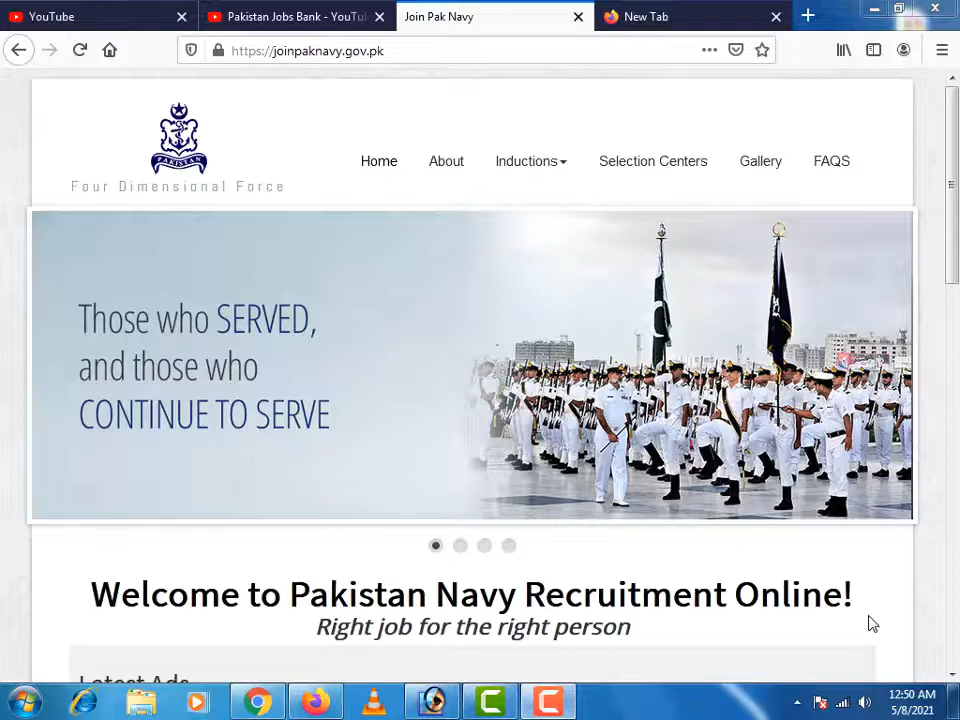 YouTube
Pakistan Jobs Bank - YouTu
Join Pak Navy
New Tab
https://joinpaknavy.gov.pk
PAKISTAN
Four Dimensional Force
Home
About
Inductions
Selection Centers
Gallery
FAQS
Those who SERVED,
and those who
CONTINUE TO SERVE
Welcome to Pakistan Navy Recruitment Online!
Right job for the right person
Latest Ads
12:50 AM
5/8/2021